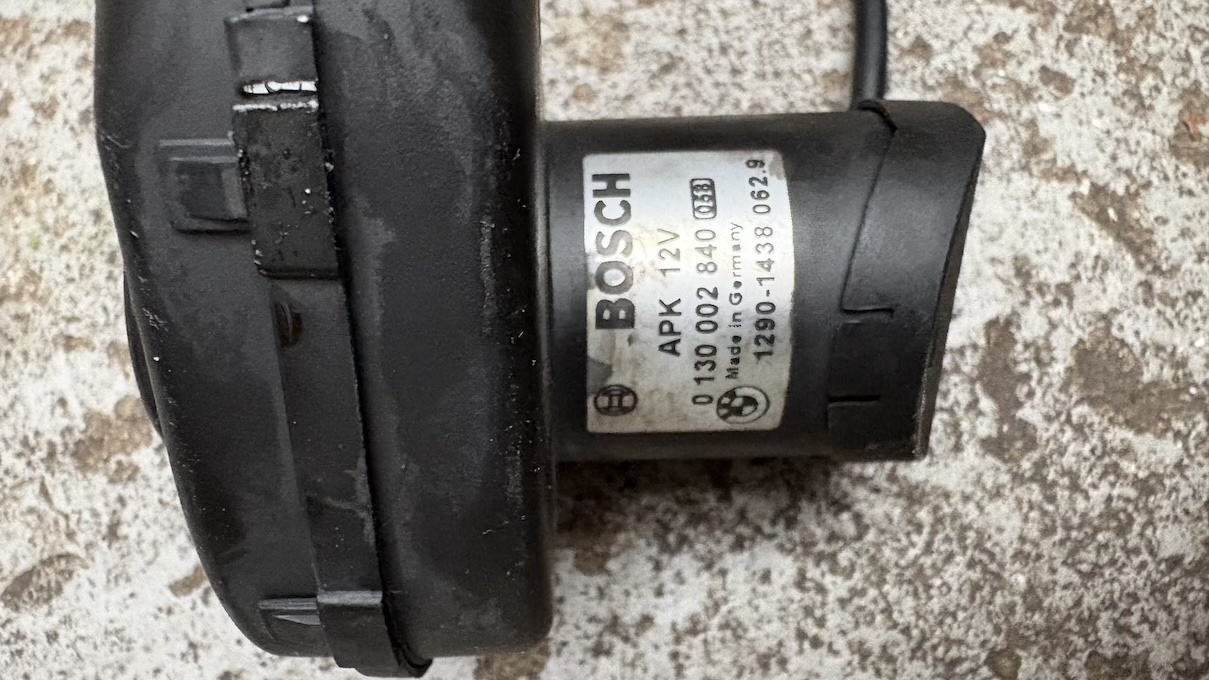 BOSCH
APK 12V
0 130 002 840 038
Made in Germany
1290-1438 062.9